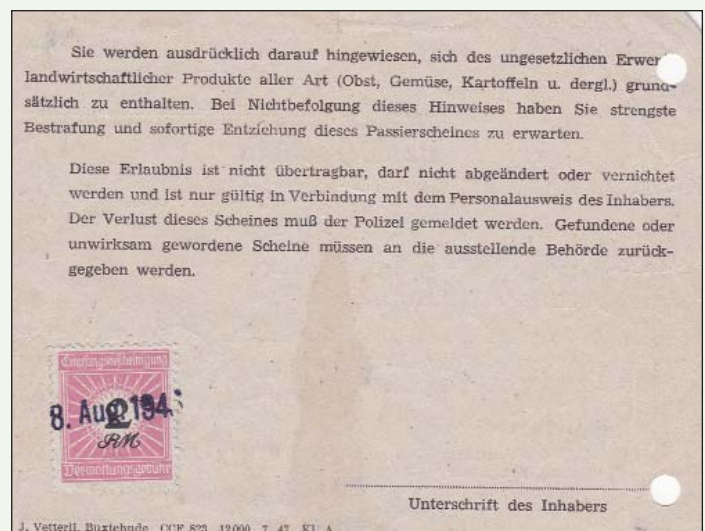 Sie werden ausdrücklich darauf hingewiesen, sich des ungesetzlichen
landwirtschaftlicher Produkte aller Art (Obst, Gemüse, Kartoffeln u. dergl.) grund-
sätzlich zu enthalten. Bei Nichtbefolgung dieses Hinweises haben Sie strengste
Bestrafung und sofortige Entziehung dieses Passierscheines zu erwarten.
Diese Erlaubnis ist nicht übertragbar, darf nicht abgeändert oder vernichtet
werden und ist nur gültig in Verbindung mit dem Personalausweis des Inhabers.
Der Verlust dieses Scheines muß der Polizei gemeldet werden. Gefundene oder
unwirksam gewordene Scheine müssen an die ausstellende Behörde zurück-
gegeben werden.
Empfangsbescheinigung
8. Aug. 194
2
RM
Verwaltungsgebühr
Unterschrift des Inhabers
J. Vetterli, Buxtehude, CCF 823 12000 7. 47. Kl. A